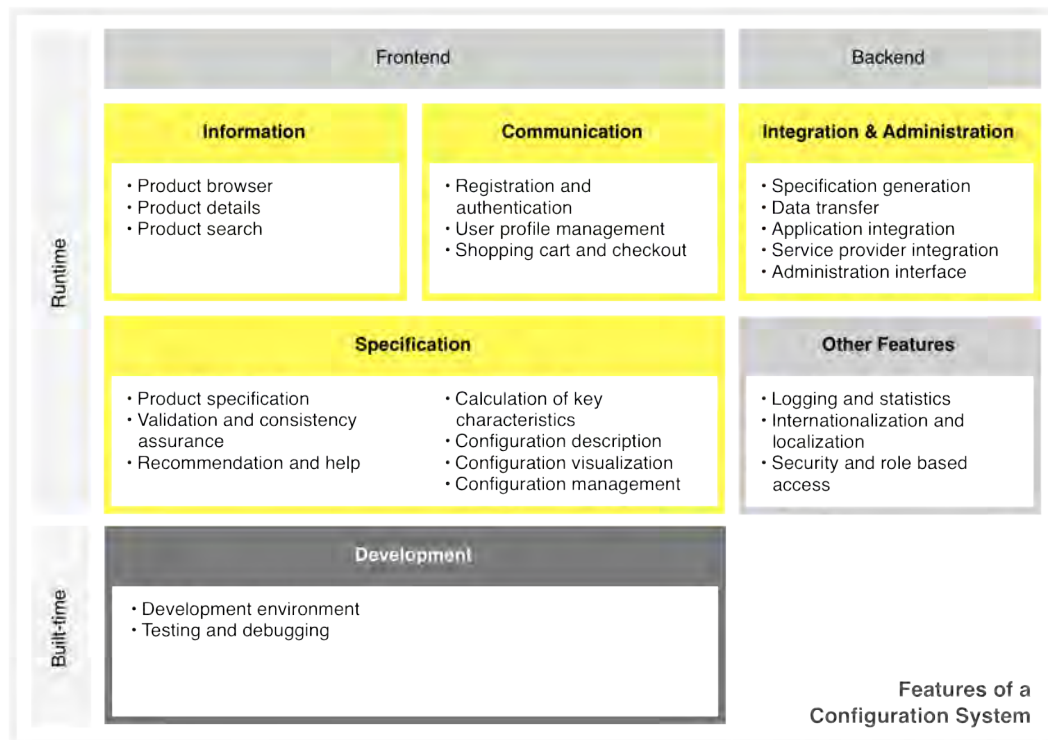 Frontend
Backend
Runtime
Information
• Product browser
• Product details
• Product search
Communication
• Registration and
authentication
• User profile management
• Shopping cart and checkout
Integration & Administration
• Specification generation
• Data transfer
• Application integration
• Service provider integration
• Administration interface
Specification
• Product specification
• Validation and consistency
assurance
• Recommendation and help
• Calculation of key
characteristics
• Configuration description
• Configuration visualization
• Configuration management
Other Features
• Logging and statistics
• Internationalization and
localization
• Security and role based
access
Built-time
Development
• Development environment
• Testing and debugging
Features of a
Configuration System